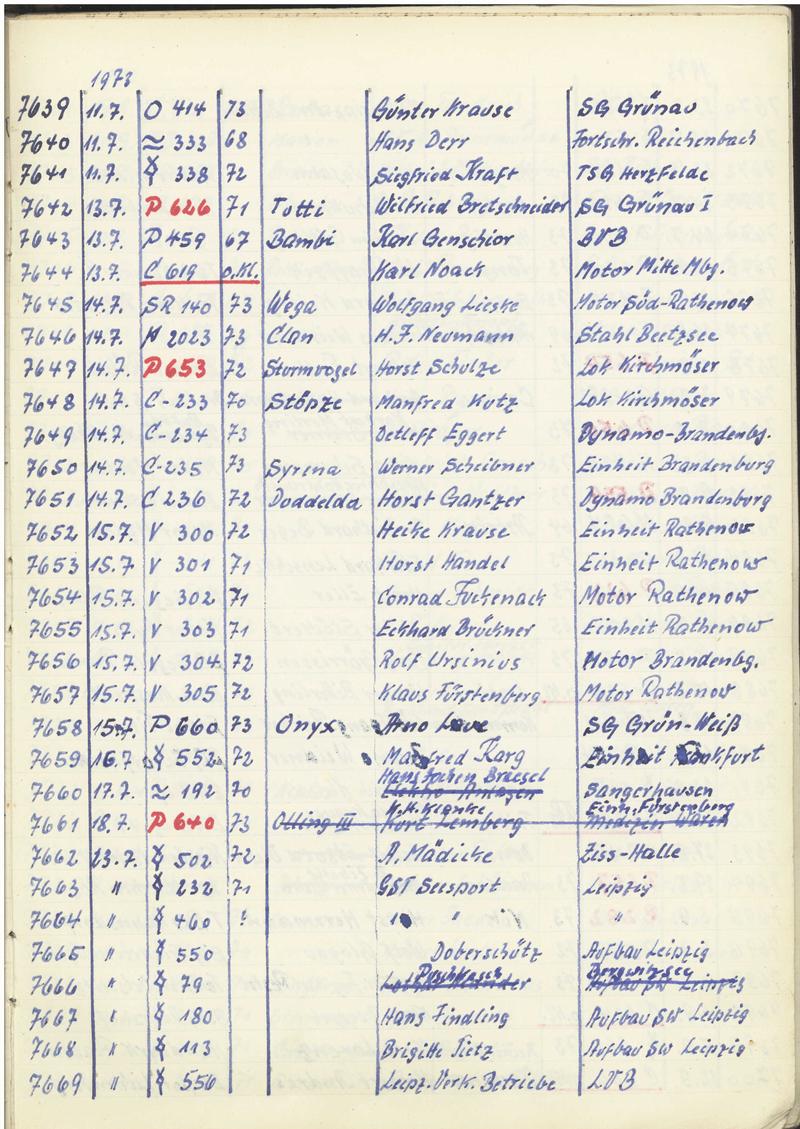 1973
7639 11.7. O 414 73 Günter Krause SG Grünau
7640 11.7. ≈ 333 68 Hans Derr Fortschr. Reichenbach
7641 11.7. 338 72 Siegfried Kraft TSG Herzfelde
7642 13.7. P 626 71 Totti Wilfried Bretschneider SG Grünau I
7643 13.7. P 459 67 Bambi Karl Genschior BVB
7644 13.7. C 619 o.Kl. Karl Noack Motor Mitte Mbg.
7645 14.7. SR 140 73 Wega Wolfgang Lieske Motor Süd-Rathenow
7646 14.7. 2023 73 Clan H.F. Neumann Stahl Beetzsee
7647 14.7. P 653 72 Sturmvogel Horst Schulze Lok Kirchmöser
7648 14.7. C-233 70 Stöpze Manfred Kutz Lok Kirchmöser
7649 14.7. C-234 73 Detleff Eggert Dynamo-Brandenbg.
7650 14.7. C-235 73 Syrena Werner Scheibner Einheit Brandenburg
7651 14.7. C 236 72 Doddelda Horst Gantzer Dynamo Brandenburg
7652 15.7. V 300 72 Heike Krause Einheit Rathenow
7653 15.7. V 301 71 Horst Handel Einheit Rathenow
7654 15.7. V 302 71 Conrad Fuckenack Motor Rathenow
7655 15.7. V 303 71 Eckhard Brückner Einheit Rathenow
7656 15.7. V 304 72 Rolf Ursinius Motor Brandenbg.
7657 15.7. V 305 72 Klaus Fürstenberg Motor Rathenow
7658 15.7. P 660 73 Onyx Arno SG Grün-Weiß
7659 16.7. 552 72 Manfred Karg Einheit Frankfurt
Hans Jochen Braesel
7660 17.7. ≈ 192 70 Elektro Anlagen Sangerhausen
K.H. Klanke Einh. Fürstenberg
7661 18.7. P 640 73 Olling III Kurt Lemberg Medizin Waren
7662 23.7. 502 72 A. Mädicke Ziss-Halle
7663 " 232 71 GST Seesport Leipzig
7664 " 460 ? " " "
7665 " 550 Doberschütz Aufbau Leipzig
7666 " 79 Bergwitzsee
7667 " 180 Hans Findling Aufbau SW Leipzig
7668 " 113 Brigitte Tietz Aufbau SW Leipzig
7669 " 556 Leipz. Verk. Betriebe LVB